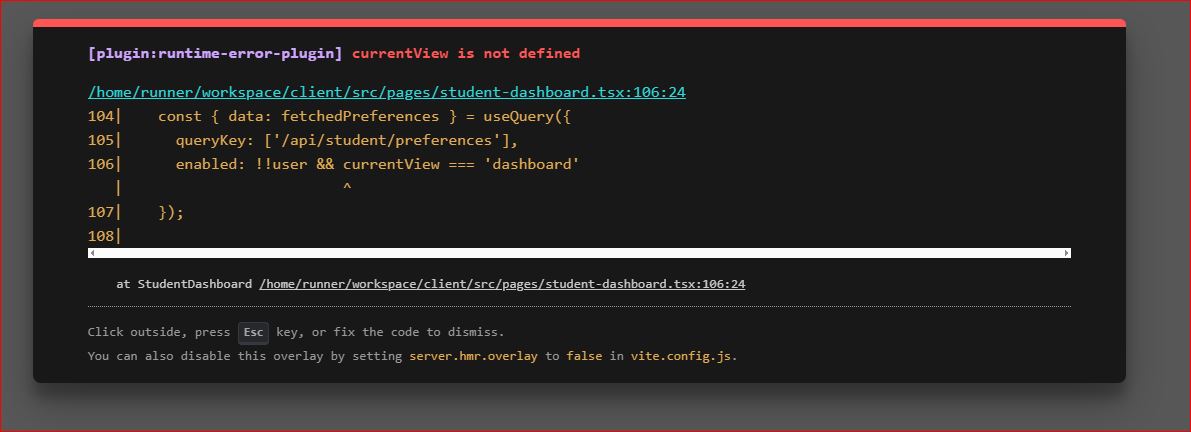 [plugin:runtime-error-plugin] currentView is not defined
/home/runner/workspace/client/src/pages/student-dashboard.tsx:106:24
104|    const { data: fetchedPreferences } = useQuery({
105|      queryKey: ['/api/student/preferences'],
106|      enabled: !!user && currentView === 'dashboard'
   |                         ^
107|    });
108|
at StudentDashboard /home/runner/workspace/client/src/pages/student-dashboard.tsx:106:24
Click outside, press Esc key, or fix the code to dismiss.
You can also disable this overlay by setting server.hmr.overlay to false in vite.config.js.